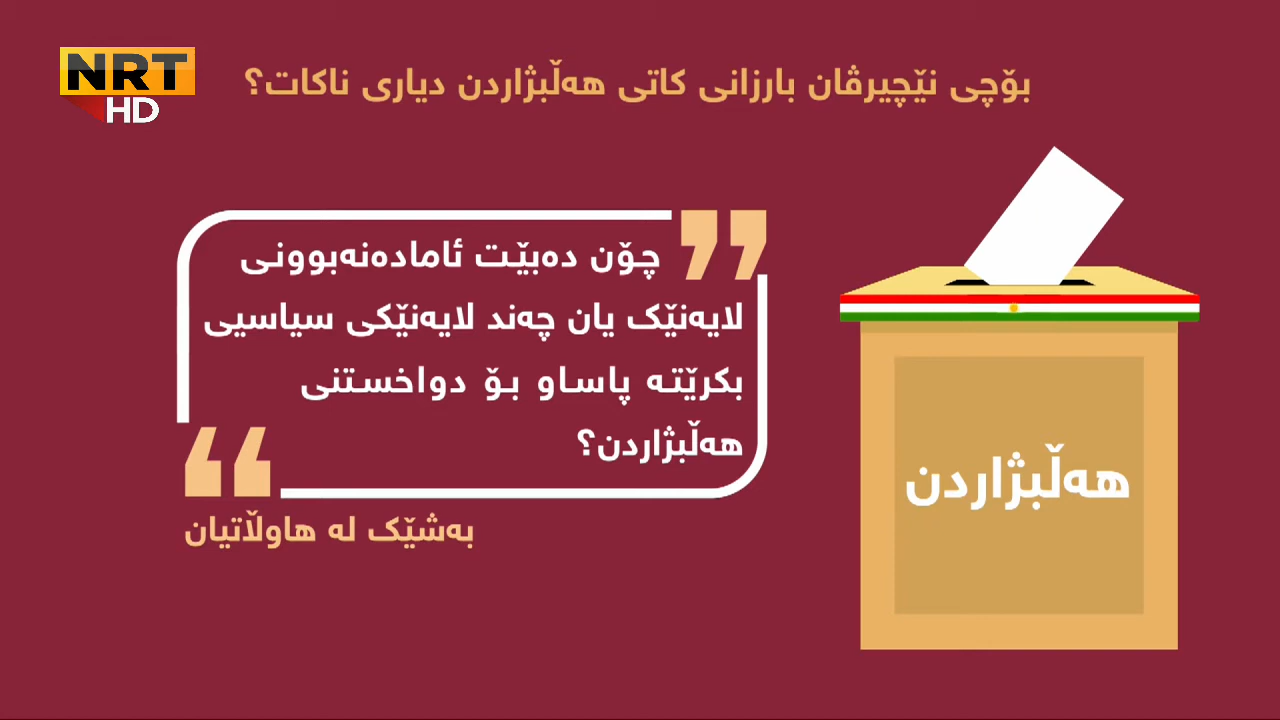 NRT
HD
بۆچی نێچیرڤان بارزانی کاتی هەڵبژاردن دیاری ناکات؟
”
چۆن دەبێت ئامادەنەبوونی
لایەنێک یان چەند لایەنێکی سیاسیی
بکرێتە پاساو بۆ دواخستنی
هەڵبژاردن؟
“
بەشێک لە هاوڵاتیان
هەڵبژاردن